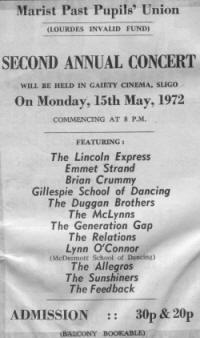 Marist Past Pupils' Union
(LOURDES INVALID FUND)
SECOND ANNUAL CONCERT
WILL BE HELD IN GAIETY CINEMA, SLIGO
On Monday, 15th May, 1972
COMMENCING AT 8 P.M.
FEATURING :
The Lincoln Express
Emmet Strand
Brian Crummy
Gillespie School of Dancing
The Duggan Brothers
The McLynns
The Generation Gap
The Relations
Lynn O'Connor
(McDermott School of Dancing)
The Allegros
The Sunshiners
The Feedback
ADMISSION :: 30p & 20p
(BALCONY BOOKABLE)